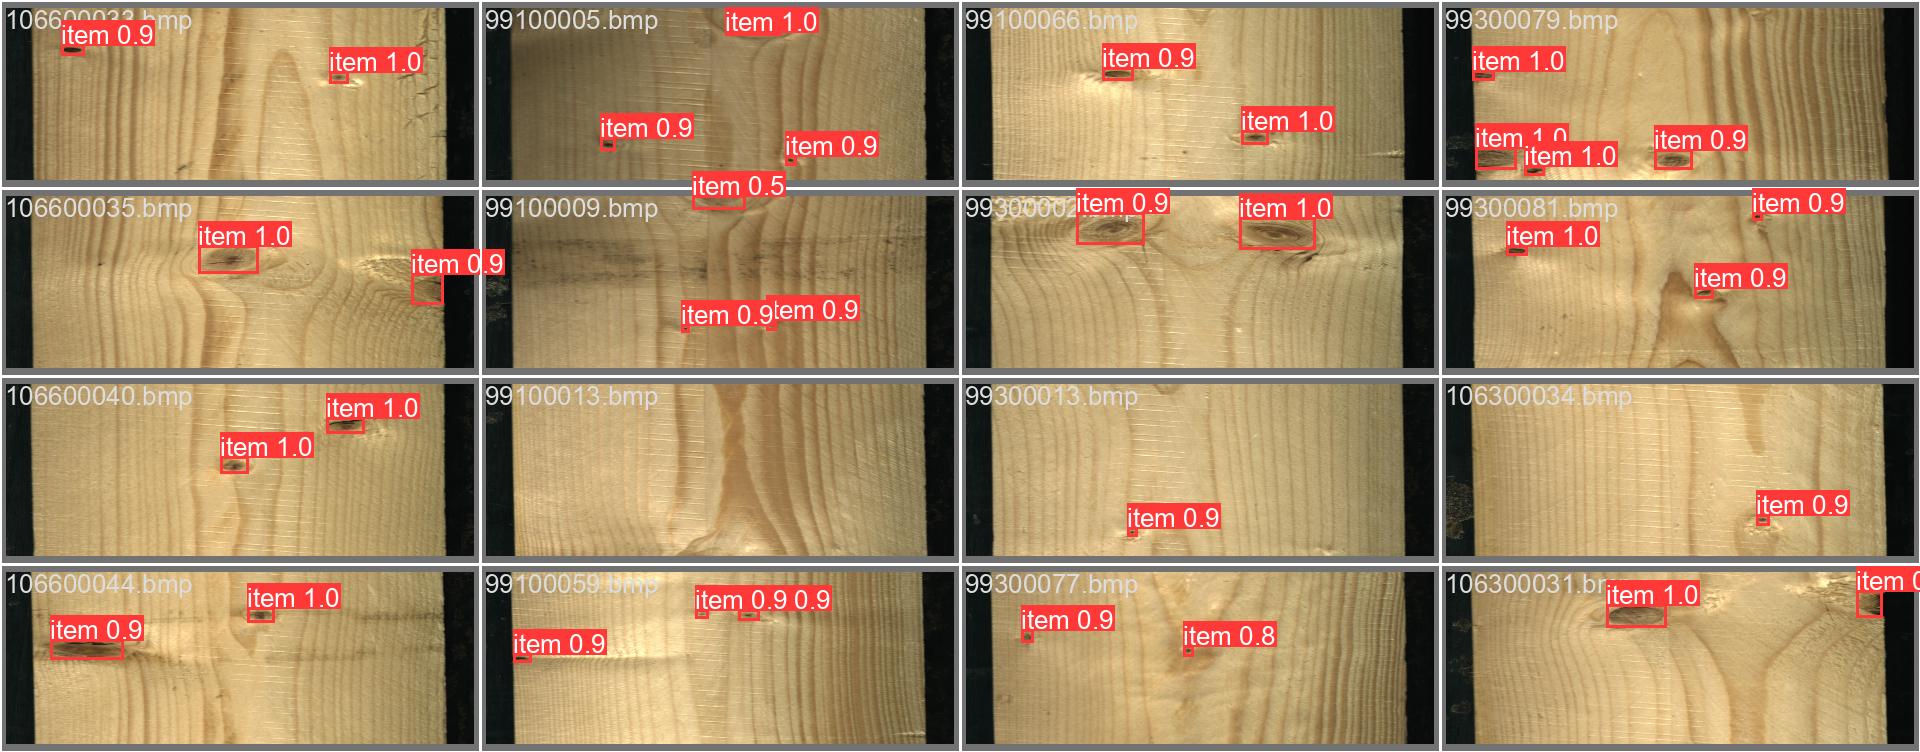 106600033.bmp
item 0.9
item 1.0
99100005.bmp
item 1.0
item 0.9
item 0.9
99100066.bmp
item 0.9
item 1.0
99300079.bmp
item 1.0
item 1.0
item 1.0
item 0.9
106600035.bmp
item 1.0
item 0.9
99100009.bmp
item 0.5
item 0.9
item 0.9
item 0.9
item 1.0
99300081.bmp
item 0.9
item 1.0
item 0.9
106600040.bmp
item 1.0
item 1.0
99100013.bmp
99300013.bmp
item 0.9
106300034.bmp
item 0.9
106600044.bmp
item 1.0
item 0.9
99100059.bmp
item 0.9 0.9
item 0.9
99300077.bmp
item 0.9
item 0.8
106300031
item 1.0
item